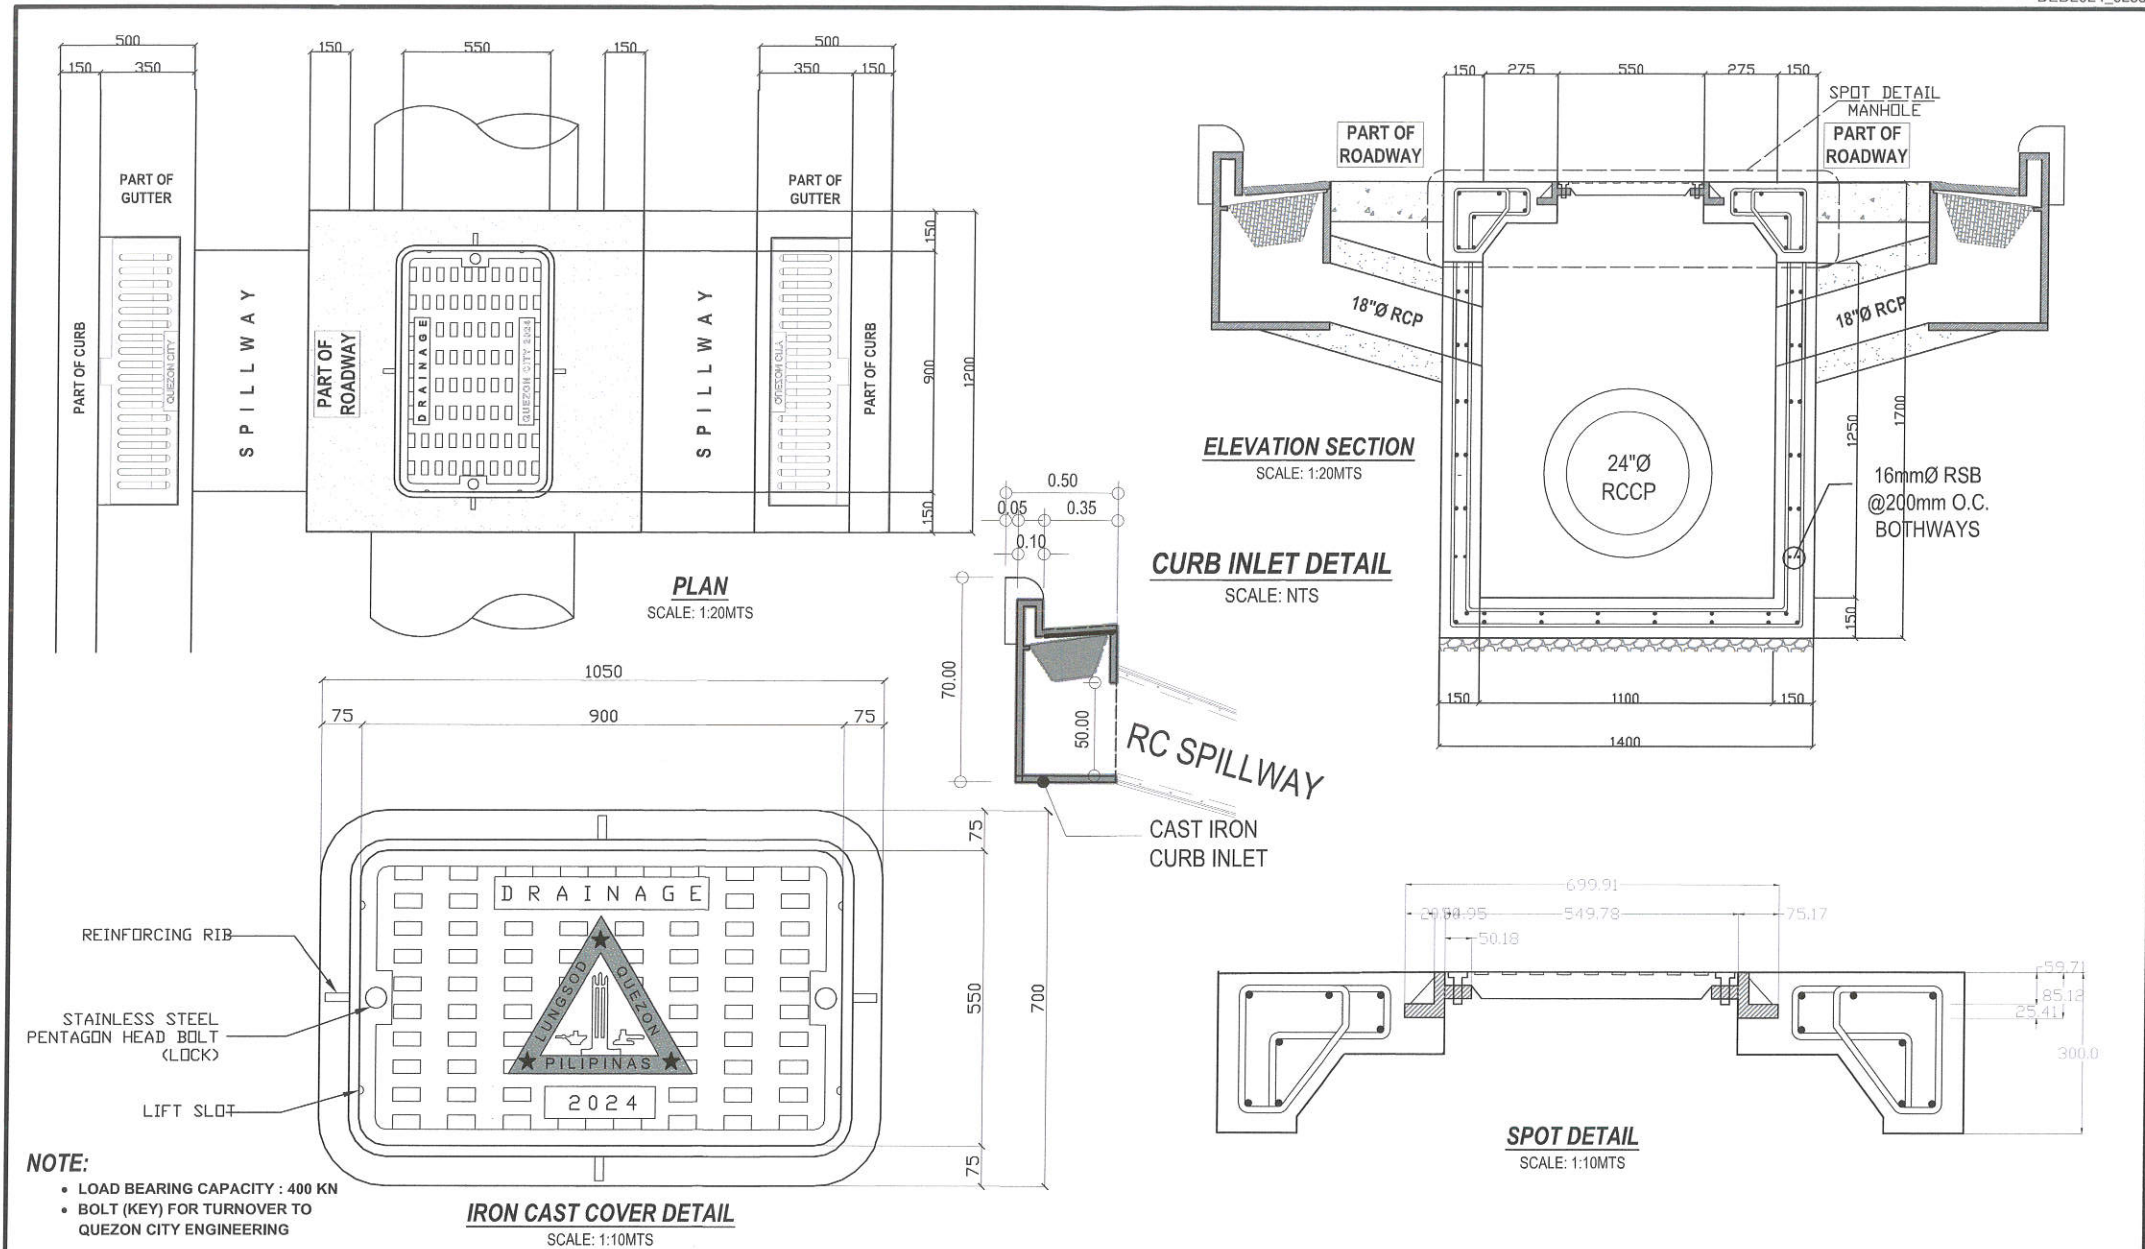 500
150
350
150
550
150
500
350
150
PART OF
GUTTER
PART OF
GUTTER
PART OF CURB
QUEZON CITY
SPILLWAY
PART OF
ROADWAY
DRAINAGE
QUEZON CITY 2024
SPILLWAY
QUEZON CITY
PART OF CURB
150
900
150
1200
PLAN
SCALE: 1:20MTS
150
275
550
275
150
SPOT DETAIL
MANHOLE
PART OF
ROADWAY
PART OF
ROADWAY
18"Ø RCP
18"Ø RCP
24"Ø
RCCP
1250
1700
150
16mmØ RSB
@200mm O.C.
BOTHWAYS
150
1100
150
1400
ELEVATION SECTION
SCALE: 1:20MTS
0.50
0.05
0.35
0.10
70.00
50.00
RC SPILLWAY
CAST IRON
CURB INLET
CURB INLET DETAIL
SCALE: NTS
1050
75
900
75
DRAINAGE
LUNGSOD
QUEZON
PILIPINAS
2024
75
550
75
700
REINFORCING RIB
STAINLESS STEEL
PENTAGON HEAD BOLT
(LOCK)
LIFT SLOT
NOTE:
• LOAD BEARING CAPACITY : 400 KN
• BOLT (KEY) FOR TURNOVER TO
QUEZON CITY ENGINEERING
IRON CAST COVER DETAIL
SCALE: 1:10MTS
699.91
549.78
75.17
50.18
59.71
85.12
25.41
300.0
SPOT DETAIL
SCALE: 1:10MTS